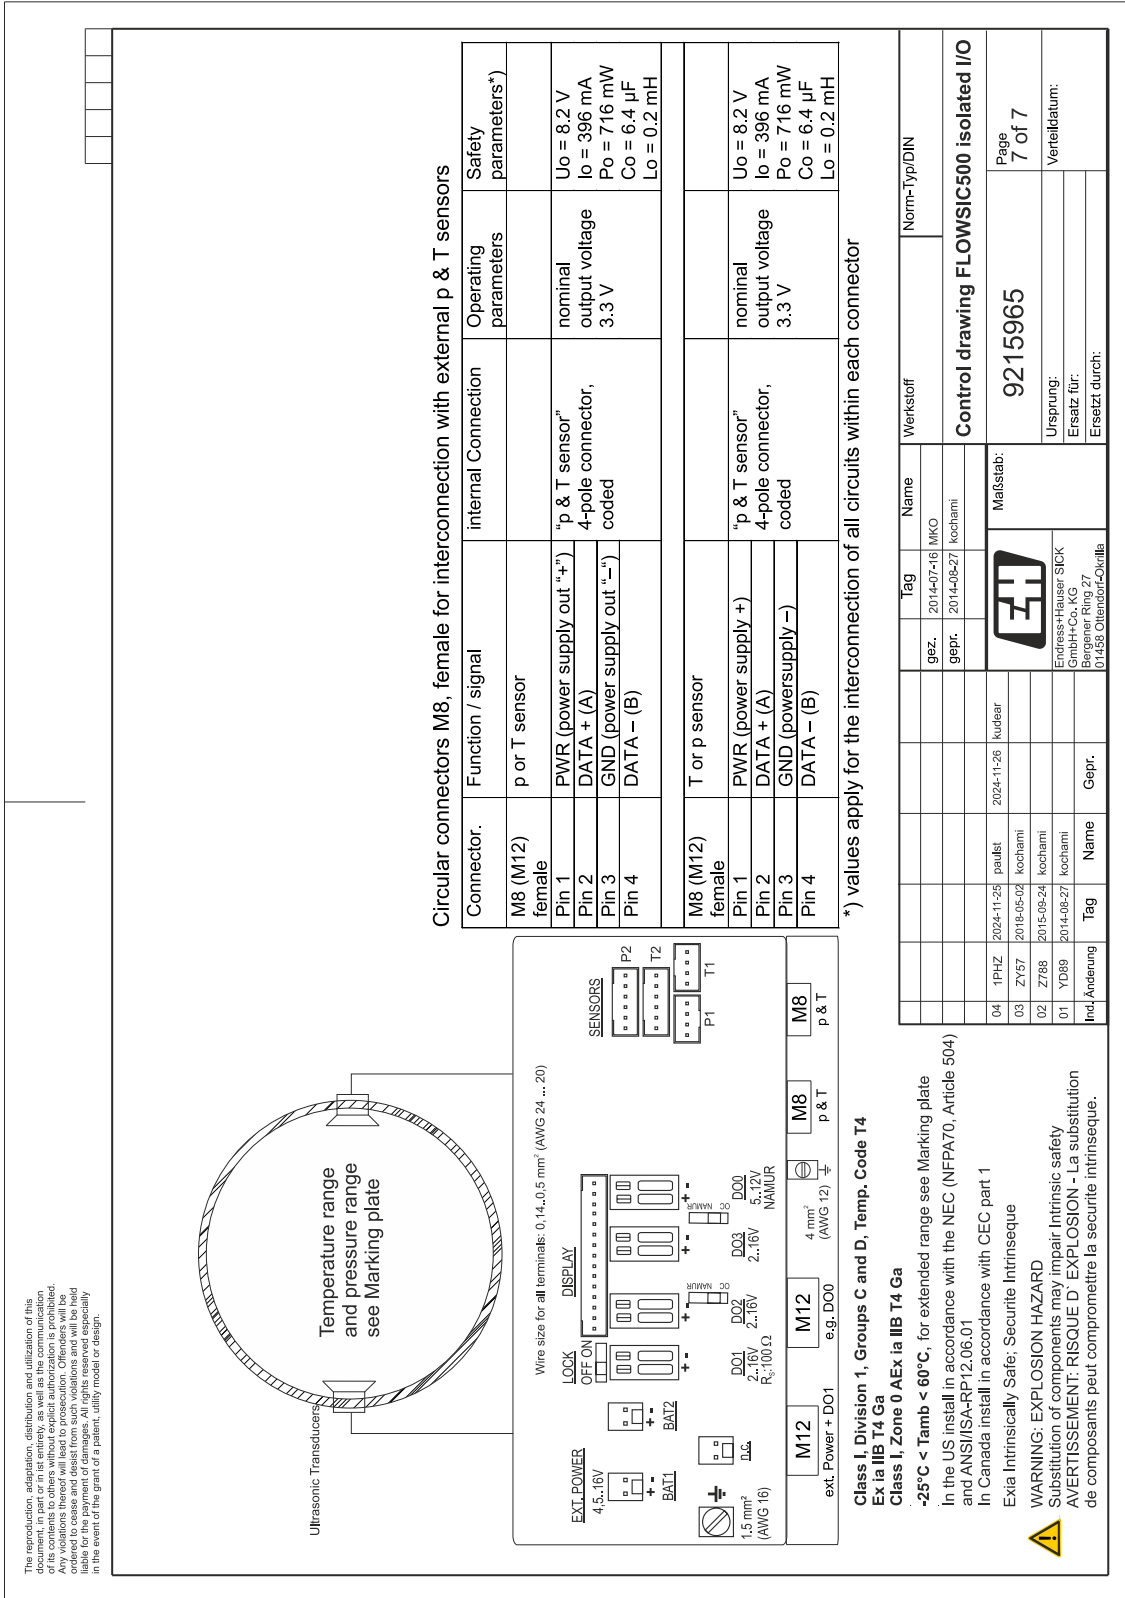 The reproduction, adaptation, distribution and utilization of this
document, in part or in ist entirety, as well as the communication
of its contents to others without explicit authorization is prohibited.
Any violations thereof will lead to prosecution. Offenders will be
ordered to cease and desist from such violations and will be held
liable for the payment of damages. All rights reserved especially
in the event of the grant of a patent, utility model or design.
Ultrasonic Transducers
Temperature range
and pressure range
see Marking plate
Wire size for all terminals: 0,14..0,5 mm² (AWG 24 ... 20)
EXT. POWER
4,5..16V
+ -
BAT1
+ -
BAT2
LOCK
OFF ON
DISPLAY
SENSORS
P2
T2
P1
T1
1.5 mm²
(AWG 16)
n.c.
+ -
DO1
2..16V
Rs:100 Ω
+ -
DO2
2..16V
NAMUR OC
+ -
DO3
2..16V
NAMUR OC
+ -
DO0
5..12V
NAMUR
M12
ext. Power + DO1
M12
e.g. DO0
4 mm²
(AWG 12)
M8
p & T
M8
p & T
Class I, Division 1, Groups C and D, Temp. Code T4
Ex ia IIB T4 Ga
Class I, Zone 0 AEx ia IIB T4 Ga
-25°C < Tamb < 60°C, for extended range see Marking plate
In the US install in accordance with the NEC (NFPA70, Article 504)
and ANSI/ISA-RP12.06.01
In Canada install in accordance with CEC part 1
Exia Intrinsically Safe; Securite Intrinseque
WARNING: EXPLOSION HAZARD
Substitution of components may impair Intrinsic safety
AVERTISSEMENT: RISQUE D` EXPLOSION - La substitution
de composants peut compromettre la securite intrinseque.
Circular connectors M8, female for interconnection with external p & T sensors
Connector. Function / signal internal Connection Operating parameters Safety parameters*)
M8 (M12) female p or T sensor
Pin 1 PWR (power supply out “+“) “p & T sensor” nominal Uo = 8.2 V
Pin 2 DATA + (A) 4-pole connector, output voltage Io = 396 mA
Pin 3 GND (power supply out “–“) coded 3.3 V Po = 716 mW
Pin 4 DATA – (B) Co = 6.4 µF
Lo = 0.2 mH
M8 (M12) female T or p sensor
Pin 1 PWR (power supply +) “p & T sensor” nominal Uo = 8.2 V
Pin 2 DATA + (A) 4-pole connector, output voltage Io = 396 mA
Pin 3 GND (powersupply –) coded 3.3 V Po = 716 mW
Pin 4 DATA – (B) Co = 6.4 µF
Lo = 0.2 mH
*) values apply for the interconnection of all circuits within each connector
04 1PHZ 2024-11-25 paulst 2024-11-26 kudear
03 ZY57 2018-05-02 kochami
02 Z788 2015-09-24 kochami
01 YD89 2014-08-27 kochami
Ind. Änderung Tag Name Gepr.
Tag Name
gez. 2014-07-16 MKO
gepr. 2014-08-27 kochami
Werkstoff
Norm-Typ/DIN
Control drawing FLOWSIC500 isolated I/O
EH
Endress+Hauser SICK
GmbH+Co. KG
Bergener Ring 27
01458 Ottendorf-Okrilla
Maßstab:
9215965
Page
7 of 7
Ursprung:
Ersatz für:
Ersetzt durch:
Verteildatum: